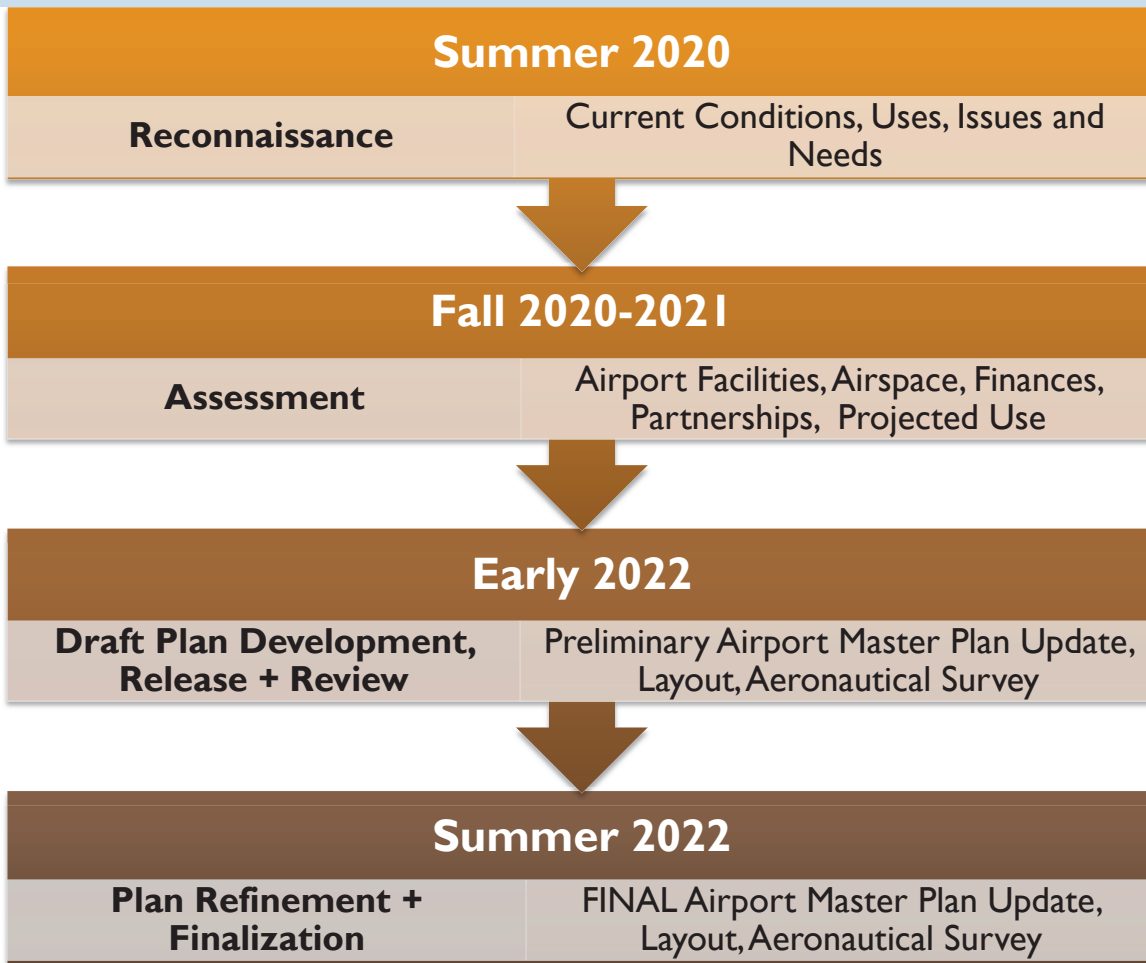 Summer 2020
Reconnaissance
Current Conditions, Uses, Issues and
Needs
Fall 2020-2021
Assessment
Airport Facilities, Airspace, Finances,
Partnerships, Projected Use
Early 2022
Draft Plan Development,
Release + Review
Preliminary Airport Master Plan Update,
Layout, Aeronautical Survey
Summer 2022
Plan Refinement +
Finalization
FINAL Airport Master Plan Update,
Layout, Aeronautical Survey